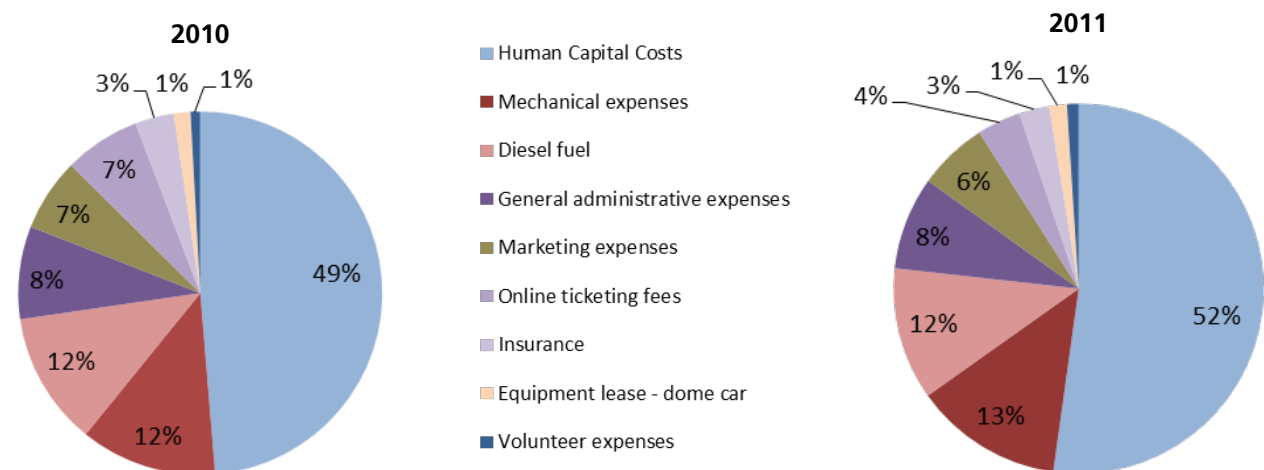 2010
3% 1% 1%
7%
7%
8%
12%
12%
49%
Human Capital Costs
Mechanical expenses
Diesel fuel
General administrative expenses
Marketing expenses
Online ticketing fees
Insurance
Equipment lease - dome car
Volunteer expenses
2011
4% 3% 1% 1%
6%
8%
12%
13%
52%